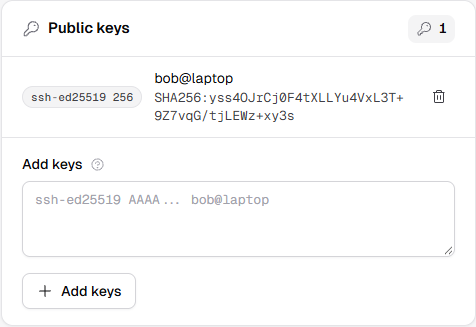 Public keys
1
ssh-ed25519 256
bob@laptop
SHA256:yss4OJrCj0F4tXLLYu4VxL3T+
9Z7vqG/tjLEWz+xy3s
Add keys
ssh-ed25519 AAAA... bob@laptop
Add keys